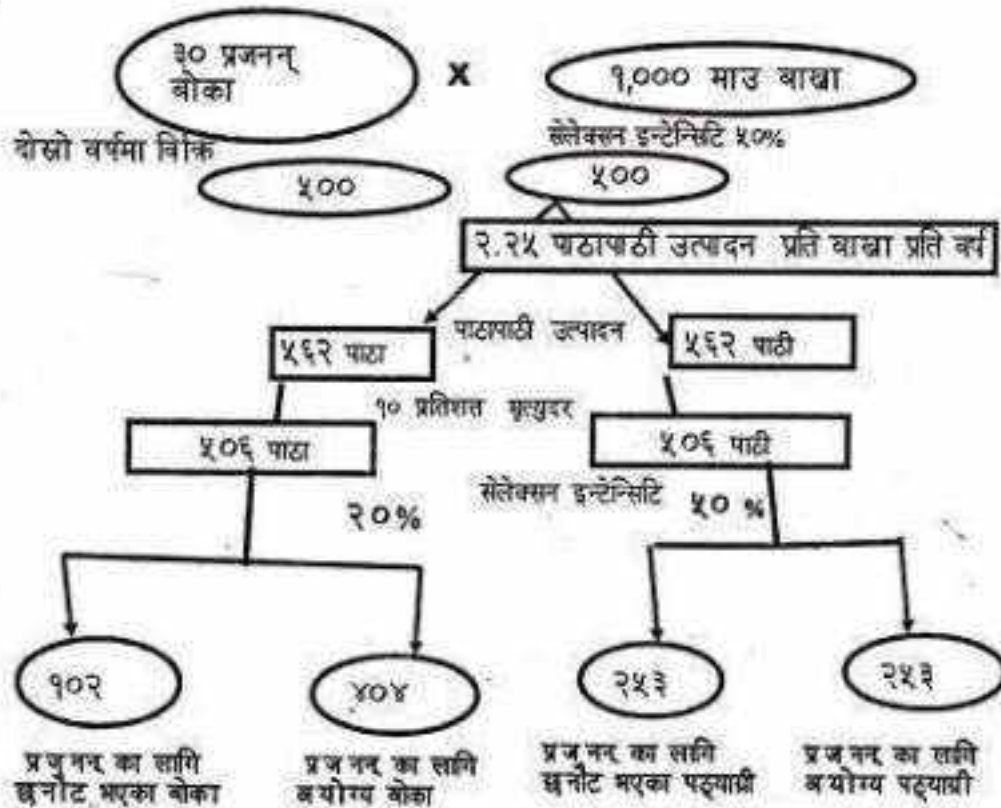 ३० प्रजनन्
बोका
X
१,००० माउ बाख्रा
दोस्रो वर्षमा विक्रि
सेलेक्सन इन्टेन्सिटि ५०%
५००
५००
२.२५ पाठापाठी उत्पादन प्रति बाख्रा प्रति वर्ष
५६२ पाठा
पाठापाठी उत्पादन
५६२ पाठी
१० प्रतिशत मृत्युदर
५०६ पाठा
५०६ पाठी
२०%
सेलेक्सन इन्टेन्सिटि
५० %
१०२
४०४
२५३
२५३
प्रजनन् का लागि
छनोट भएका बोका
प्रजनन् का लागि
अयोग्य बोका
प्रजनन् का लागि
छनोट भएका पठ्याग्री
प्रजनन् का लागि
अयोग्य पठ्याग्री